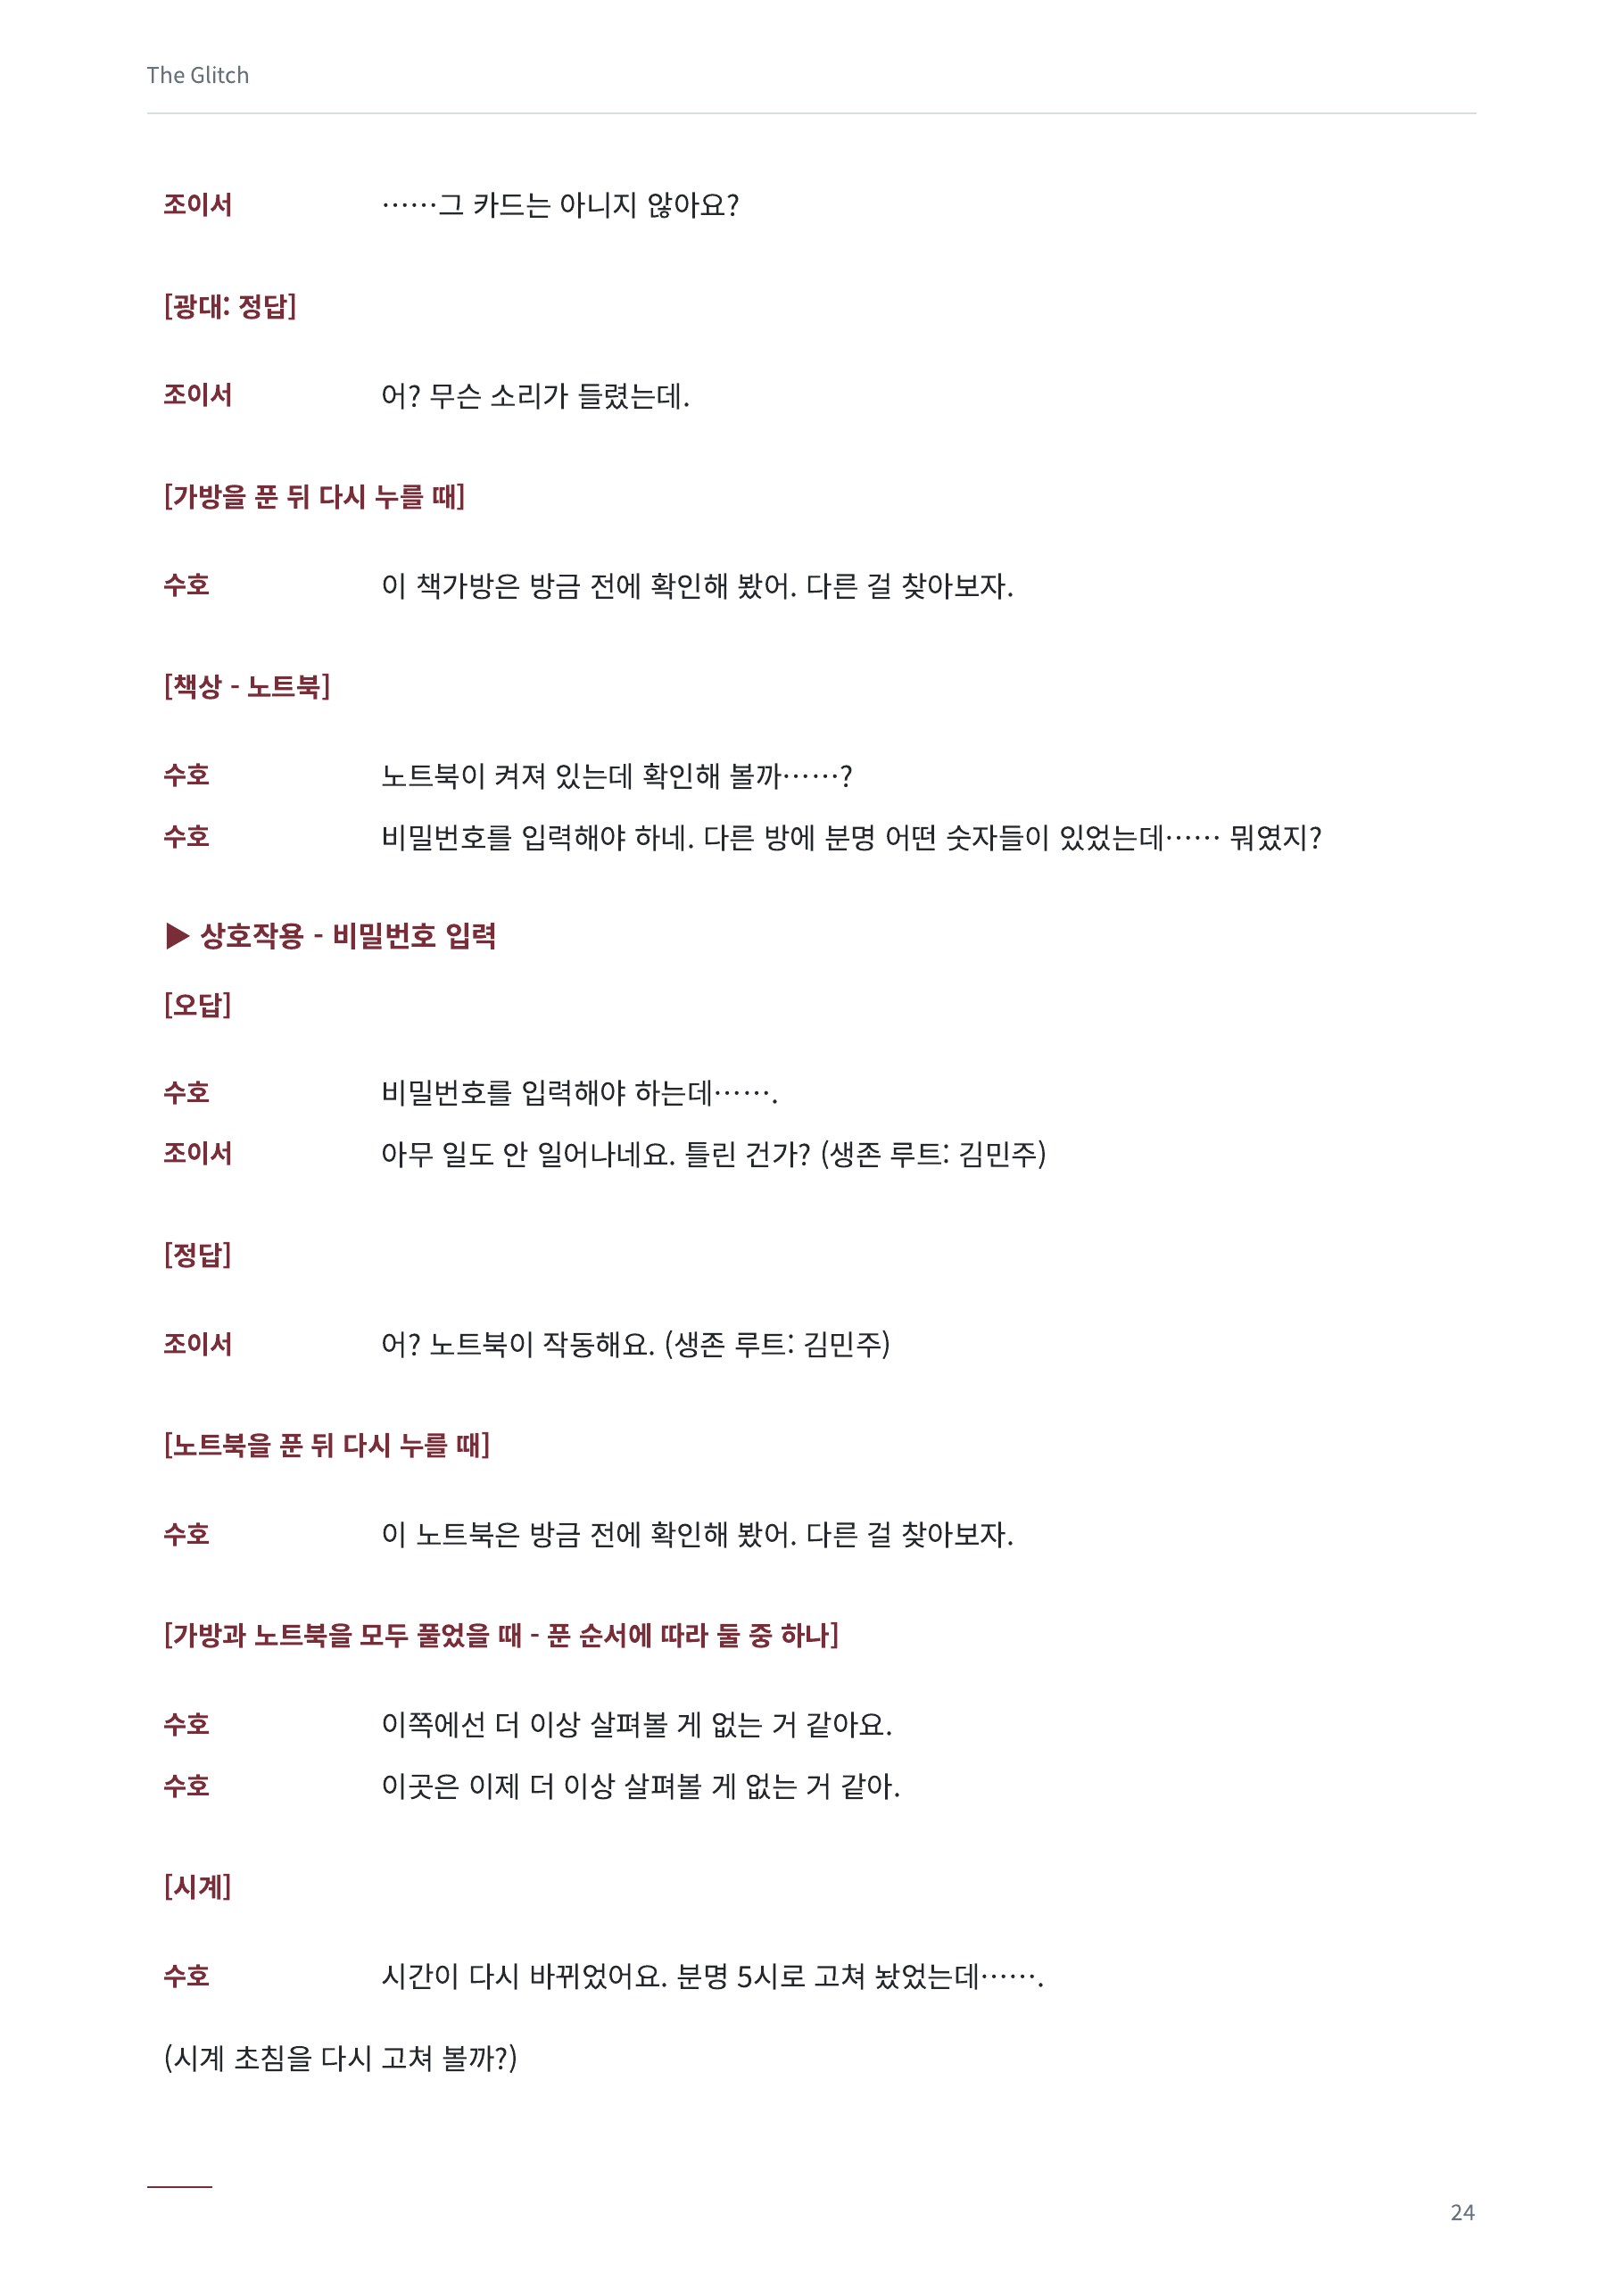 The Glitch
조이서 ……그 카드는 아니지 않아요?
[광대: 정답]
조이서 어? 무슨 소리가 들렸는데.
[가방을 푼 뒤 다시 누를 때]
수호 이 책가방은 방금 전에 확인해 봤어. 다른 걸 찾아보자.
[책상 - 노트북]
수호 노트북이 켜져 있는데 확인해 볼까……?
수호 비밀번호를 입력해야 하네. 다른 방에 분명 어떤 숫자들이 있었는데…… 뭐였지?
▶ 상호작용 - 비밀번호 입력
[오답]
수호 비밀번호를 입력해야 하는데…….
조이서 아무 일도 안 일어나네요. 틀린 건가? (생존 루트: 김민주)
[정답]
조이서 어? 노트북이 작동해요. (생존 루트: 김민주)
[노트북을 푼 뒤 다시 누를 때]
수호 이 노트북은 방금 전에 확인해 봤어. 다른 걸 찾아보자.
[가방과 노트북을 모두 풀었을 때 - 푼 순서에 따라 둘 중 하나]
수호 이쪽에선 더 이상 살펴볼 게 없는 거 같아요.
수호 이곳은 이제 더 이상 살펴볼 게 없는 거 같아.
[시계]
수호 시간이 다시 바뀌었어요. 분명 5시로 고쳐 놨었는데…….
(시계 초침을 다시 고쳐 볼까?)
24